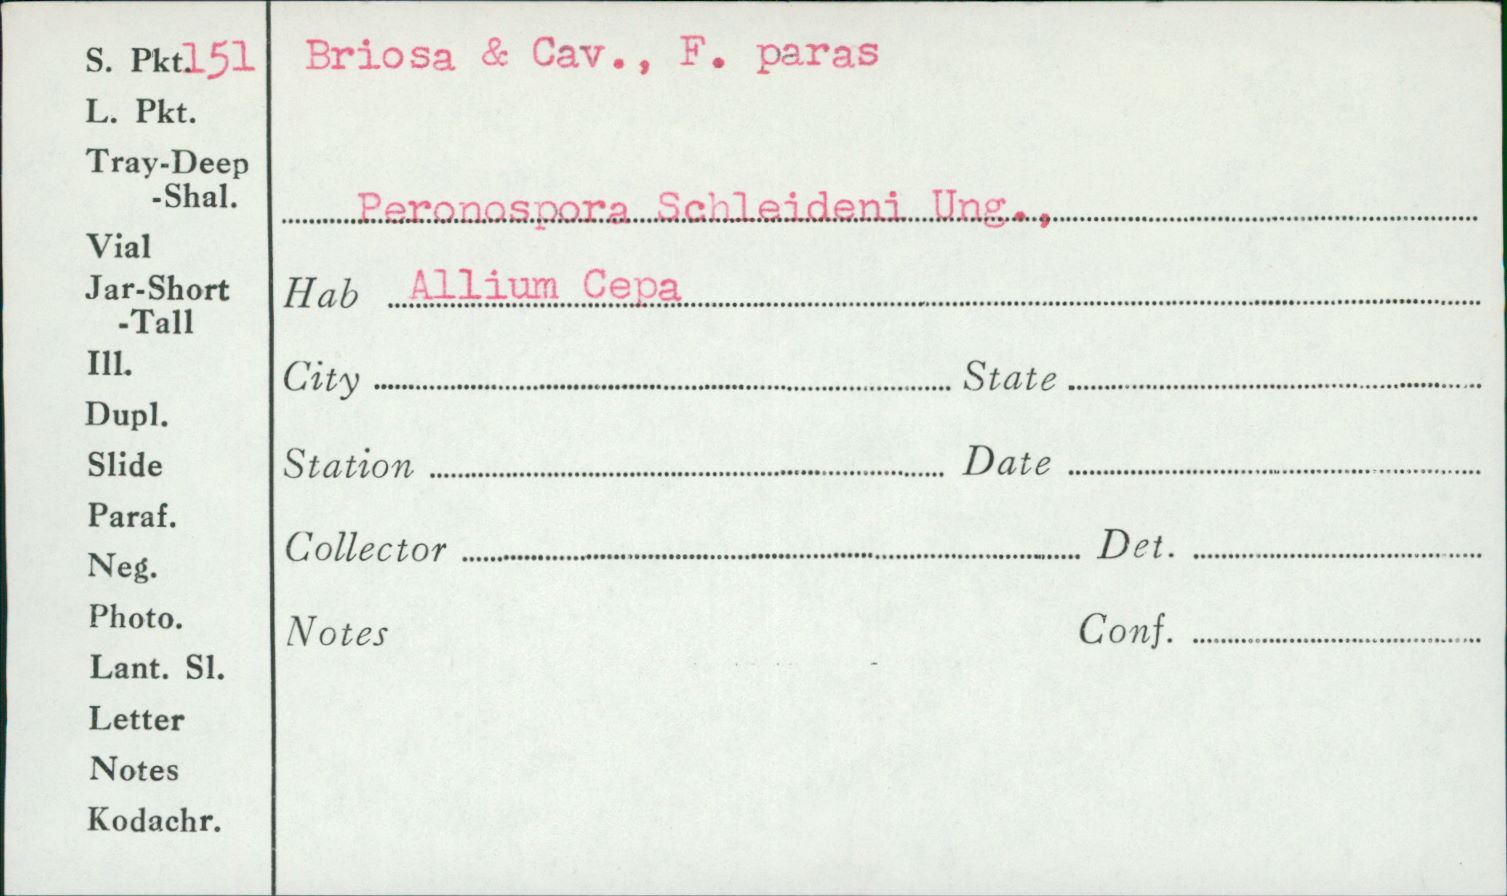 S. Pkt.151
L. Pkt.
Tray-Deep
-Shal.
Vial
Jar-Short
-Tall
Ill.
Dupl.
Slide
Paraf.
Neg.
Photo.
Lant. Sl.
Letter
Notes
Kodachr.
Briosa & Cav., F. paras
Peronospora Schleideni Ung.,
Hab Allium Cepa
City State
Station Date
Collector Det.
Notes Conf.